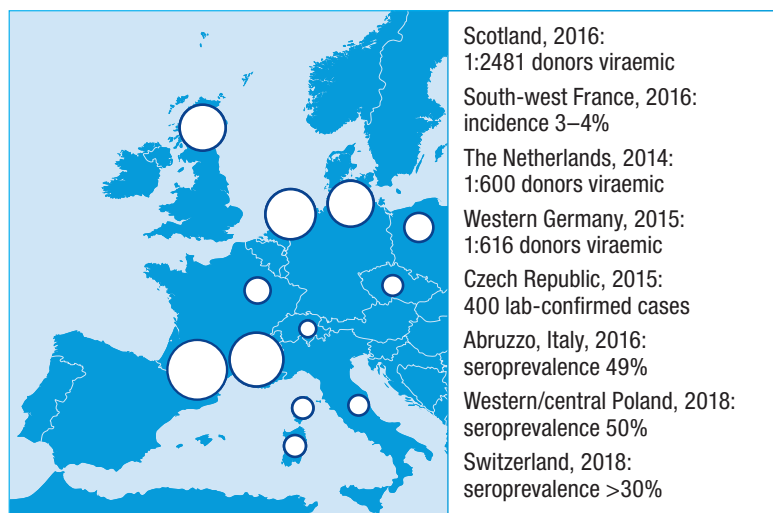 Scotland, 2016:
1:2481 donors viraemic
South-west France, 2016:
incidence 3–4%
The Netherlands, 2014:
1:600 donors viraemic
Western Germany, 2015:
1:616 donors viraemic
Czech Republic, 2015:
400 lab-confirmed cases
Abruzzo, Italy, 2016:
seroprevalence 49%
Western/central Poland, 2018:
seroprevalence 50%
Switzerland, 2018:
seroprevalence >30%